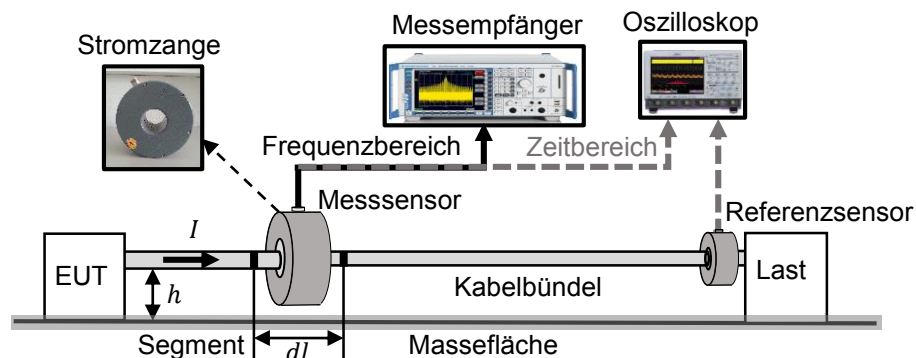 Messempfänger
Oszilloskop
Stromzange
Frequenzbereich
Zeitbereich
Messsensor
Referenzsensor
I
EUT
h
Kabelbündel
Last
Segment
dl
Massefläche